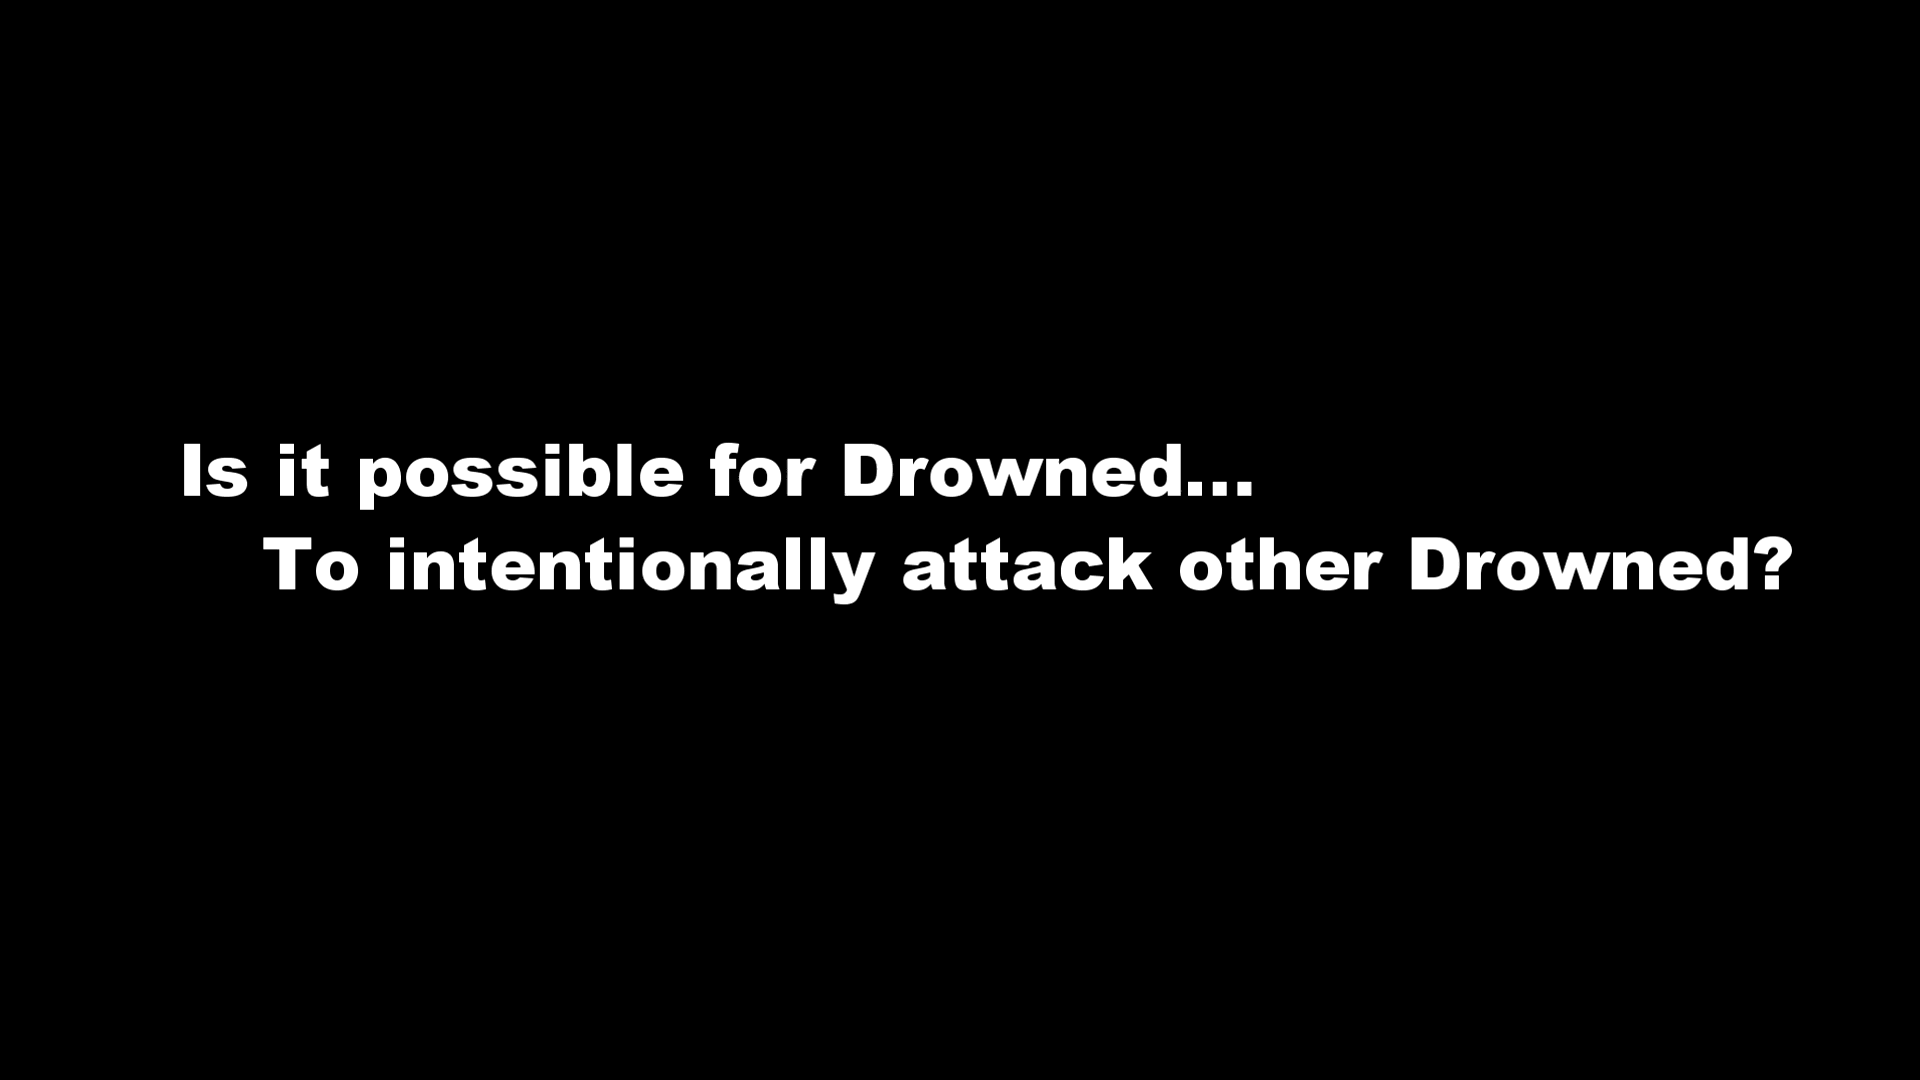 Is it possible for Drowned...
To intentionally attack other Drowned?